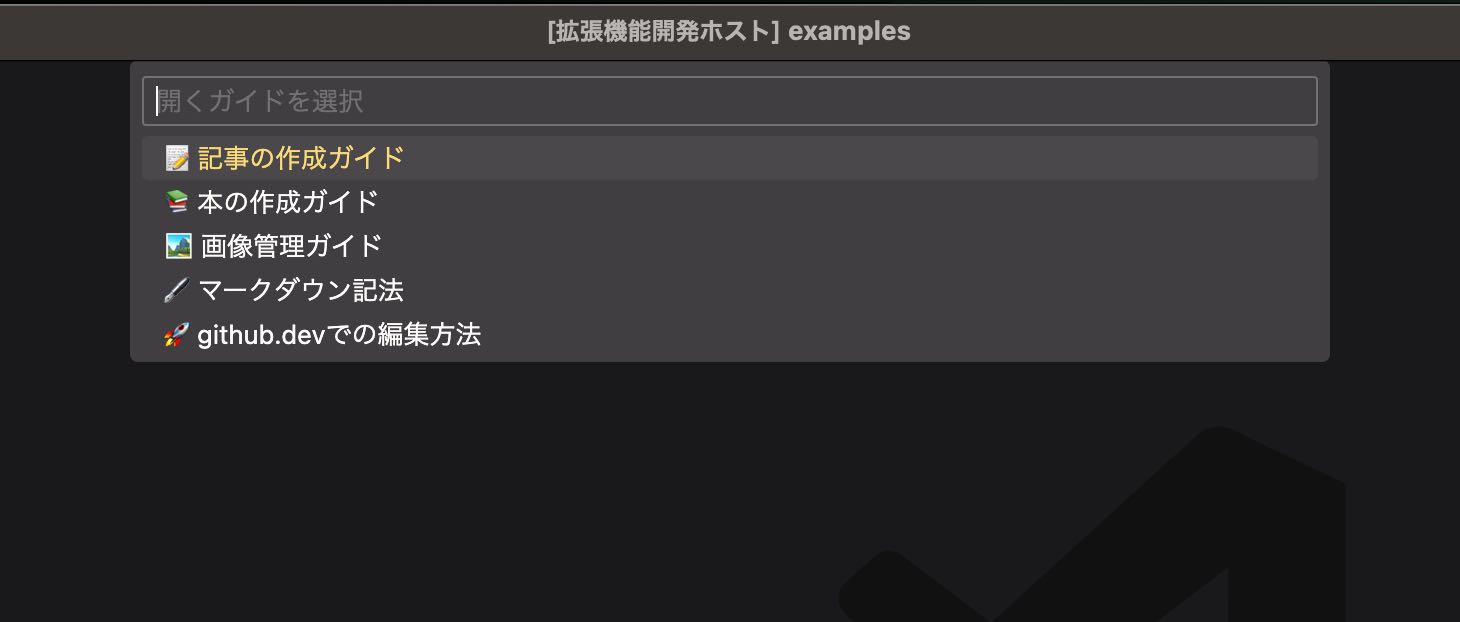 [拡張機能開発ホスト] examples
開くガイドを選択
📝 記事の作成ガイド
📚 本の作成ガイド
🖼️ 画像管理ガイド
🖋️ マークダウン記法
🚀 github.devでの編集方法